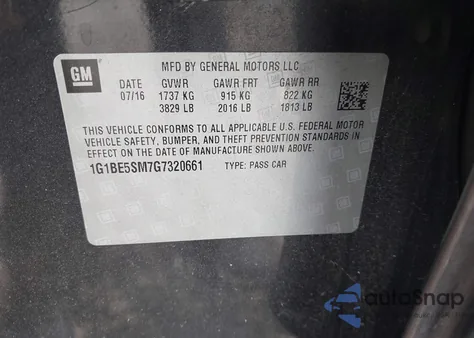 GM
MFD BY GENERAL MOTORS LLC
DATE GVWR GAWR FRT GAWR RR
07/16 1737 KG 915 KG 822 KG
3829 LB 2016 LB 1813 LB
THIS VEHICLE CONFORMS TO ALL APPLICABLE U.S. FEDERAL MOTOR
VEHICLE SAFETY, BUMPER, AND THEFT PREVENTION STANDARDS IN
EFFECT ON THE DATE OF MANUFACTURE SHOWN ABOVE.
1G1BE5SM7G7320661 TYPE: PASS CAR
autoSnap